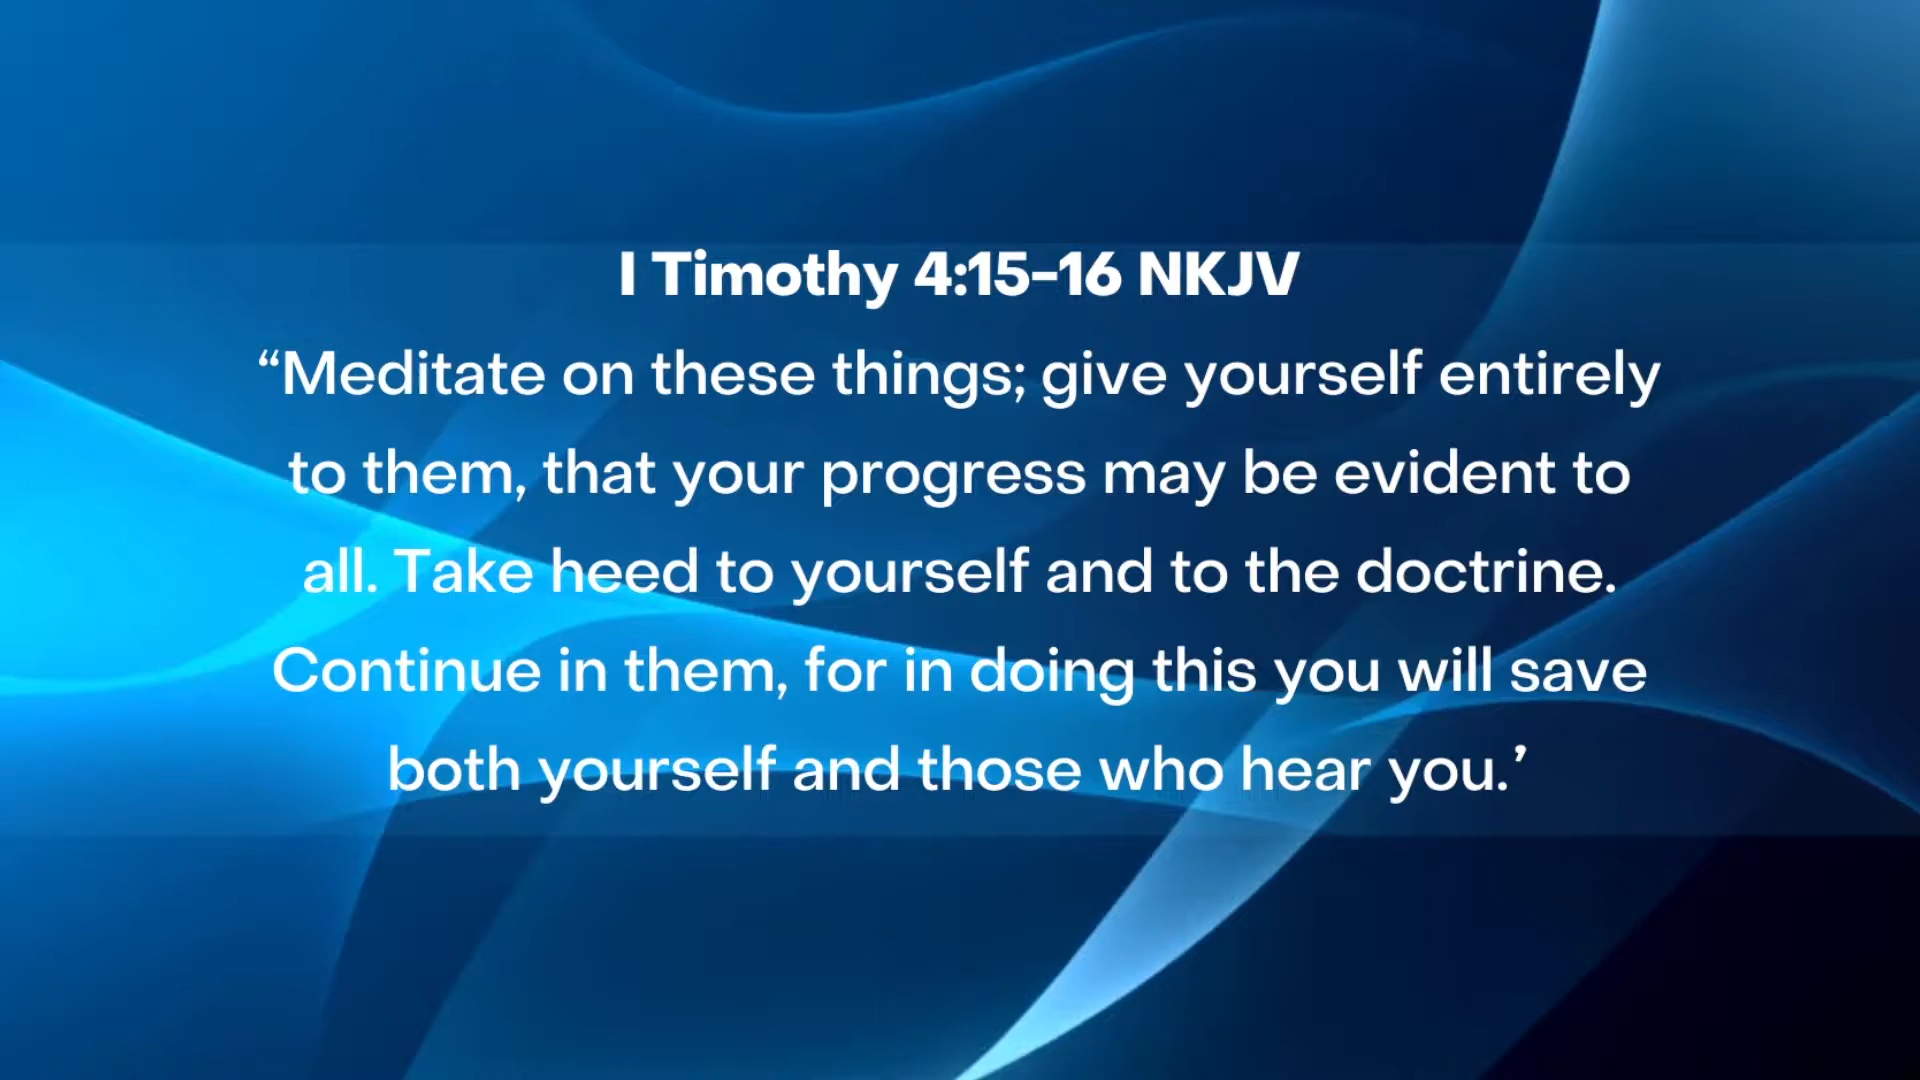 I Timothy 4:15-16 NKJV
“Meditate on these things; give yourself entirely
to them, that your progress may be evident to
all. Take heed to yourself and to the doctrine.
Continue in them, for in doing this you will save
both yourself and those who hear you.’